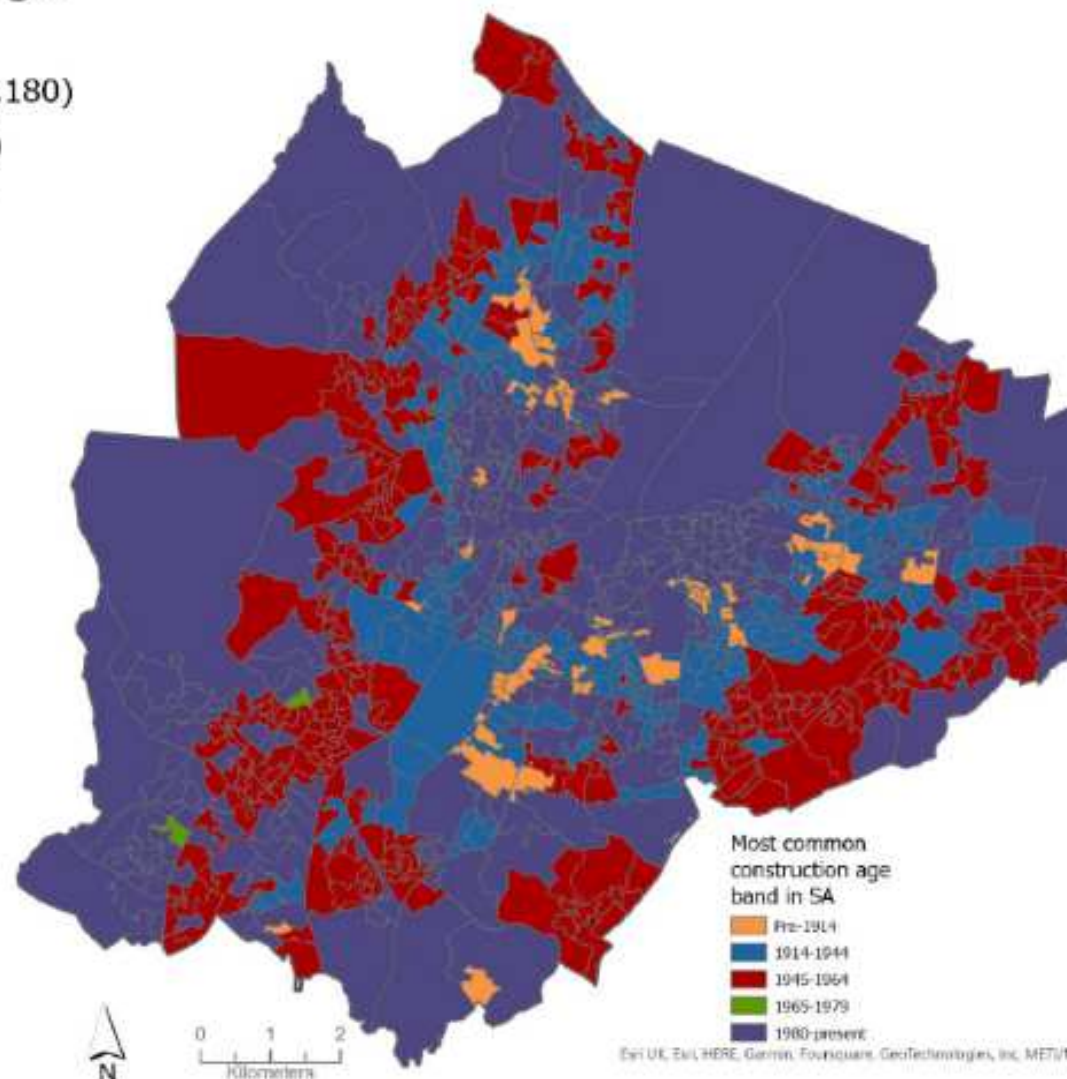 .180)
)
Most common
construction age
band in SA
Pre-1914
1914-1944
1945-1964
1965-1979
1980-present
0 1 2
Kilometers
N
Esri UK, Esri, HERE, Garmin, Foursquare, GeoTechnologies, Inc, METI/